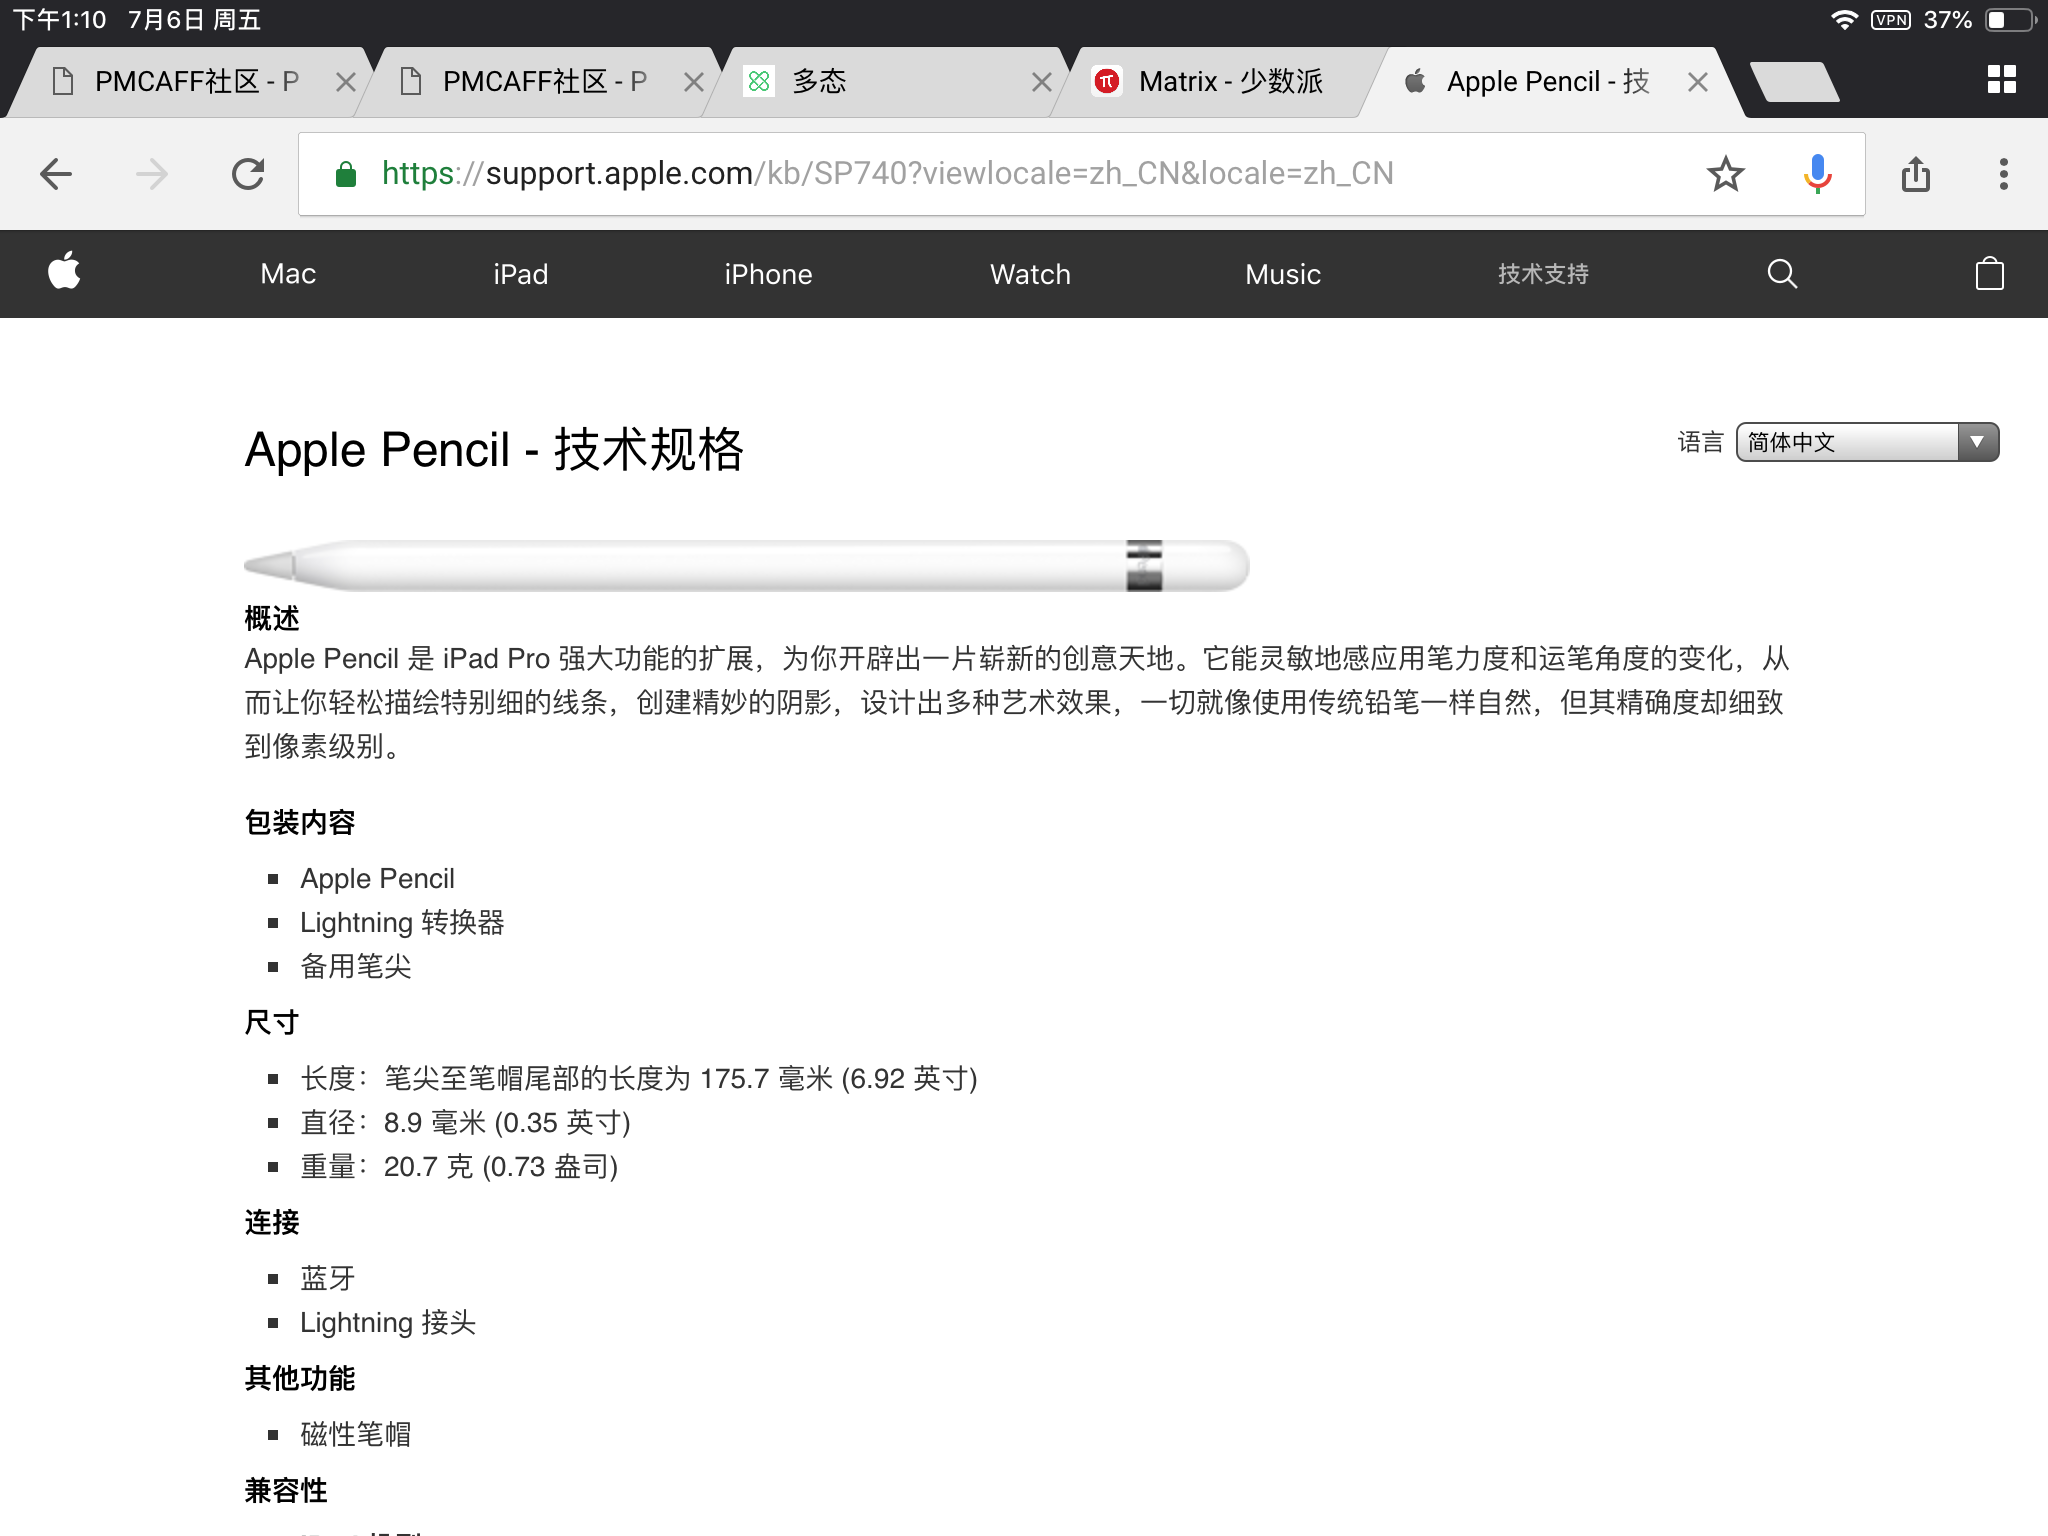 下午1:10 7月6日 周五
VPN 37%
PMCAFF社区 - P
PMCAFF社区 - P
多态
Matrix - 少数派
Apple Pencil - 技
https://support.apple.com/kb/SP740?viewlocale=zh_CN&locale=zh_CN
Mac
iPad
iPhone
Watch
Music
技术支持
Apple Pencil - 技术规格
语言 简体中文
概述
Apple Pencil 是 iPad Pro 强大功能的扩展，为你开辟出一片崭新的创意天地。它能灵敏地感应用笔力度和运笔角度的变化，从
而让你轻松描绘特别细的线条，创建精妙的阴影，设计出多种艺术效果，一切就像使用传统铅笔一样自然，但其精确度却细致
到像素级别。
包装内容
Apple Pencil
Lightning 转换器
备用笔尖
尺寸
长度：笔尖至笔帽尾部的长度为 175.7 毫米 (6.92 英寸)
直径：8.9 毫米 (0.35 英寸)
重量：20.7 克 (0.73 盎司)
连接
蓝牙
Lightning 接头
其他功能
磁性笔帽
兼容性